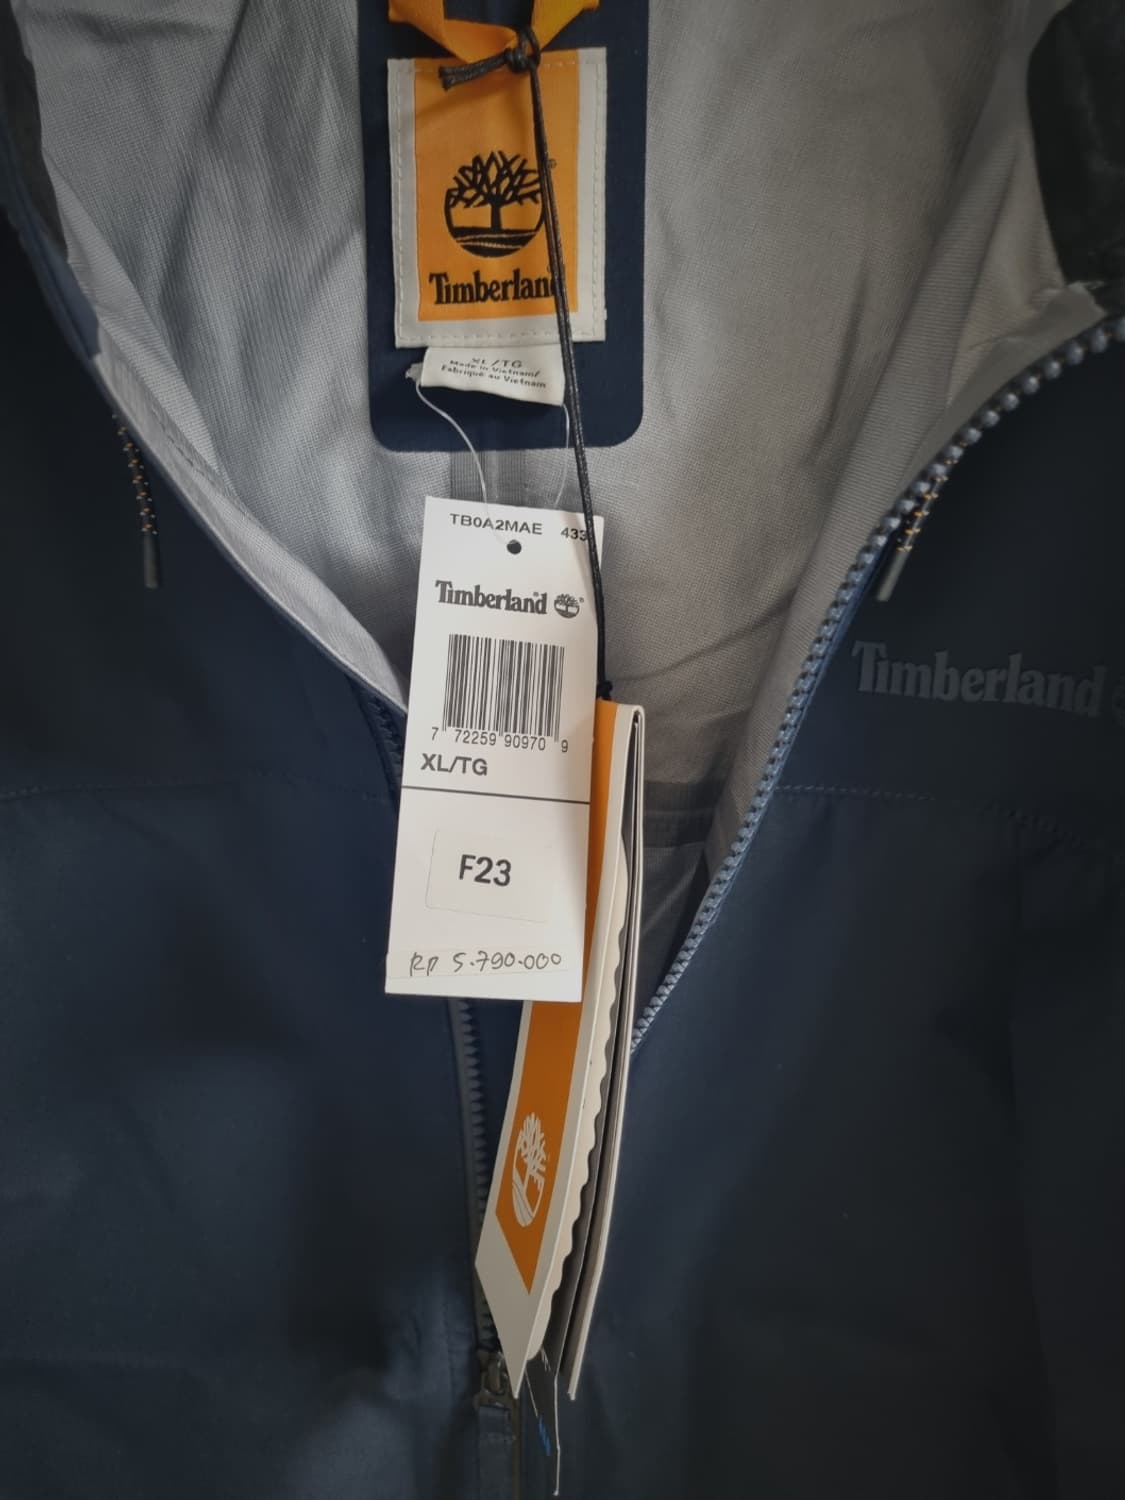 Timberland
XL/TG
Made in Vietnam/
Fabriqué au Vietnam
TB0A2MAE 433
Timberland
7 72259 90970 9
XL/TG
F23
RP 5.790.000
Timberland